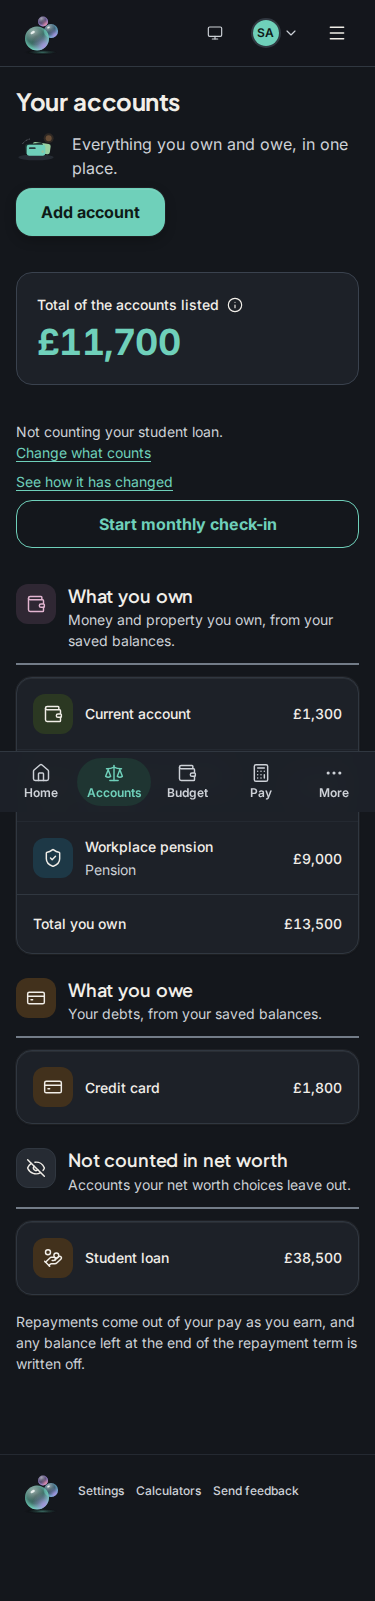 SA
Your accounts
Everything you own and owe, in one
place.
Add account
Total of the accounts listed
£11,700
Not counting your student loan.
Change what counts
See how it has changed
Start monthly check-in
What you own
Money and property you own, from your
saved balances.
Current account £1,300
Home Accounts Budget Pay More
Workplace pension
Pension
£9,000
Total you own £13,500
What you owe
Your debts, from your saved balances.
Credit card £1,800
Not counted in net worth
Accounts your net worth choices leave out.
Student loan £38,500
Repayments come out of your pay as you earn, and
any balance left at the end of the repayment term is
written off.
Settings Calculators Send feedback